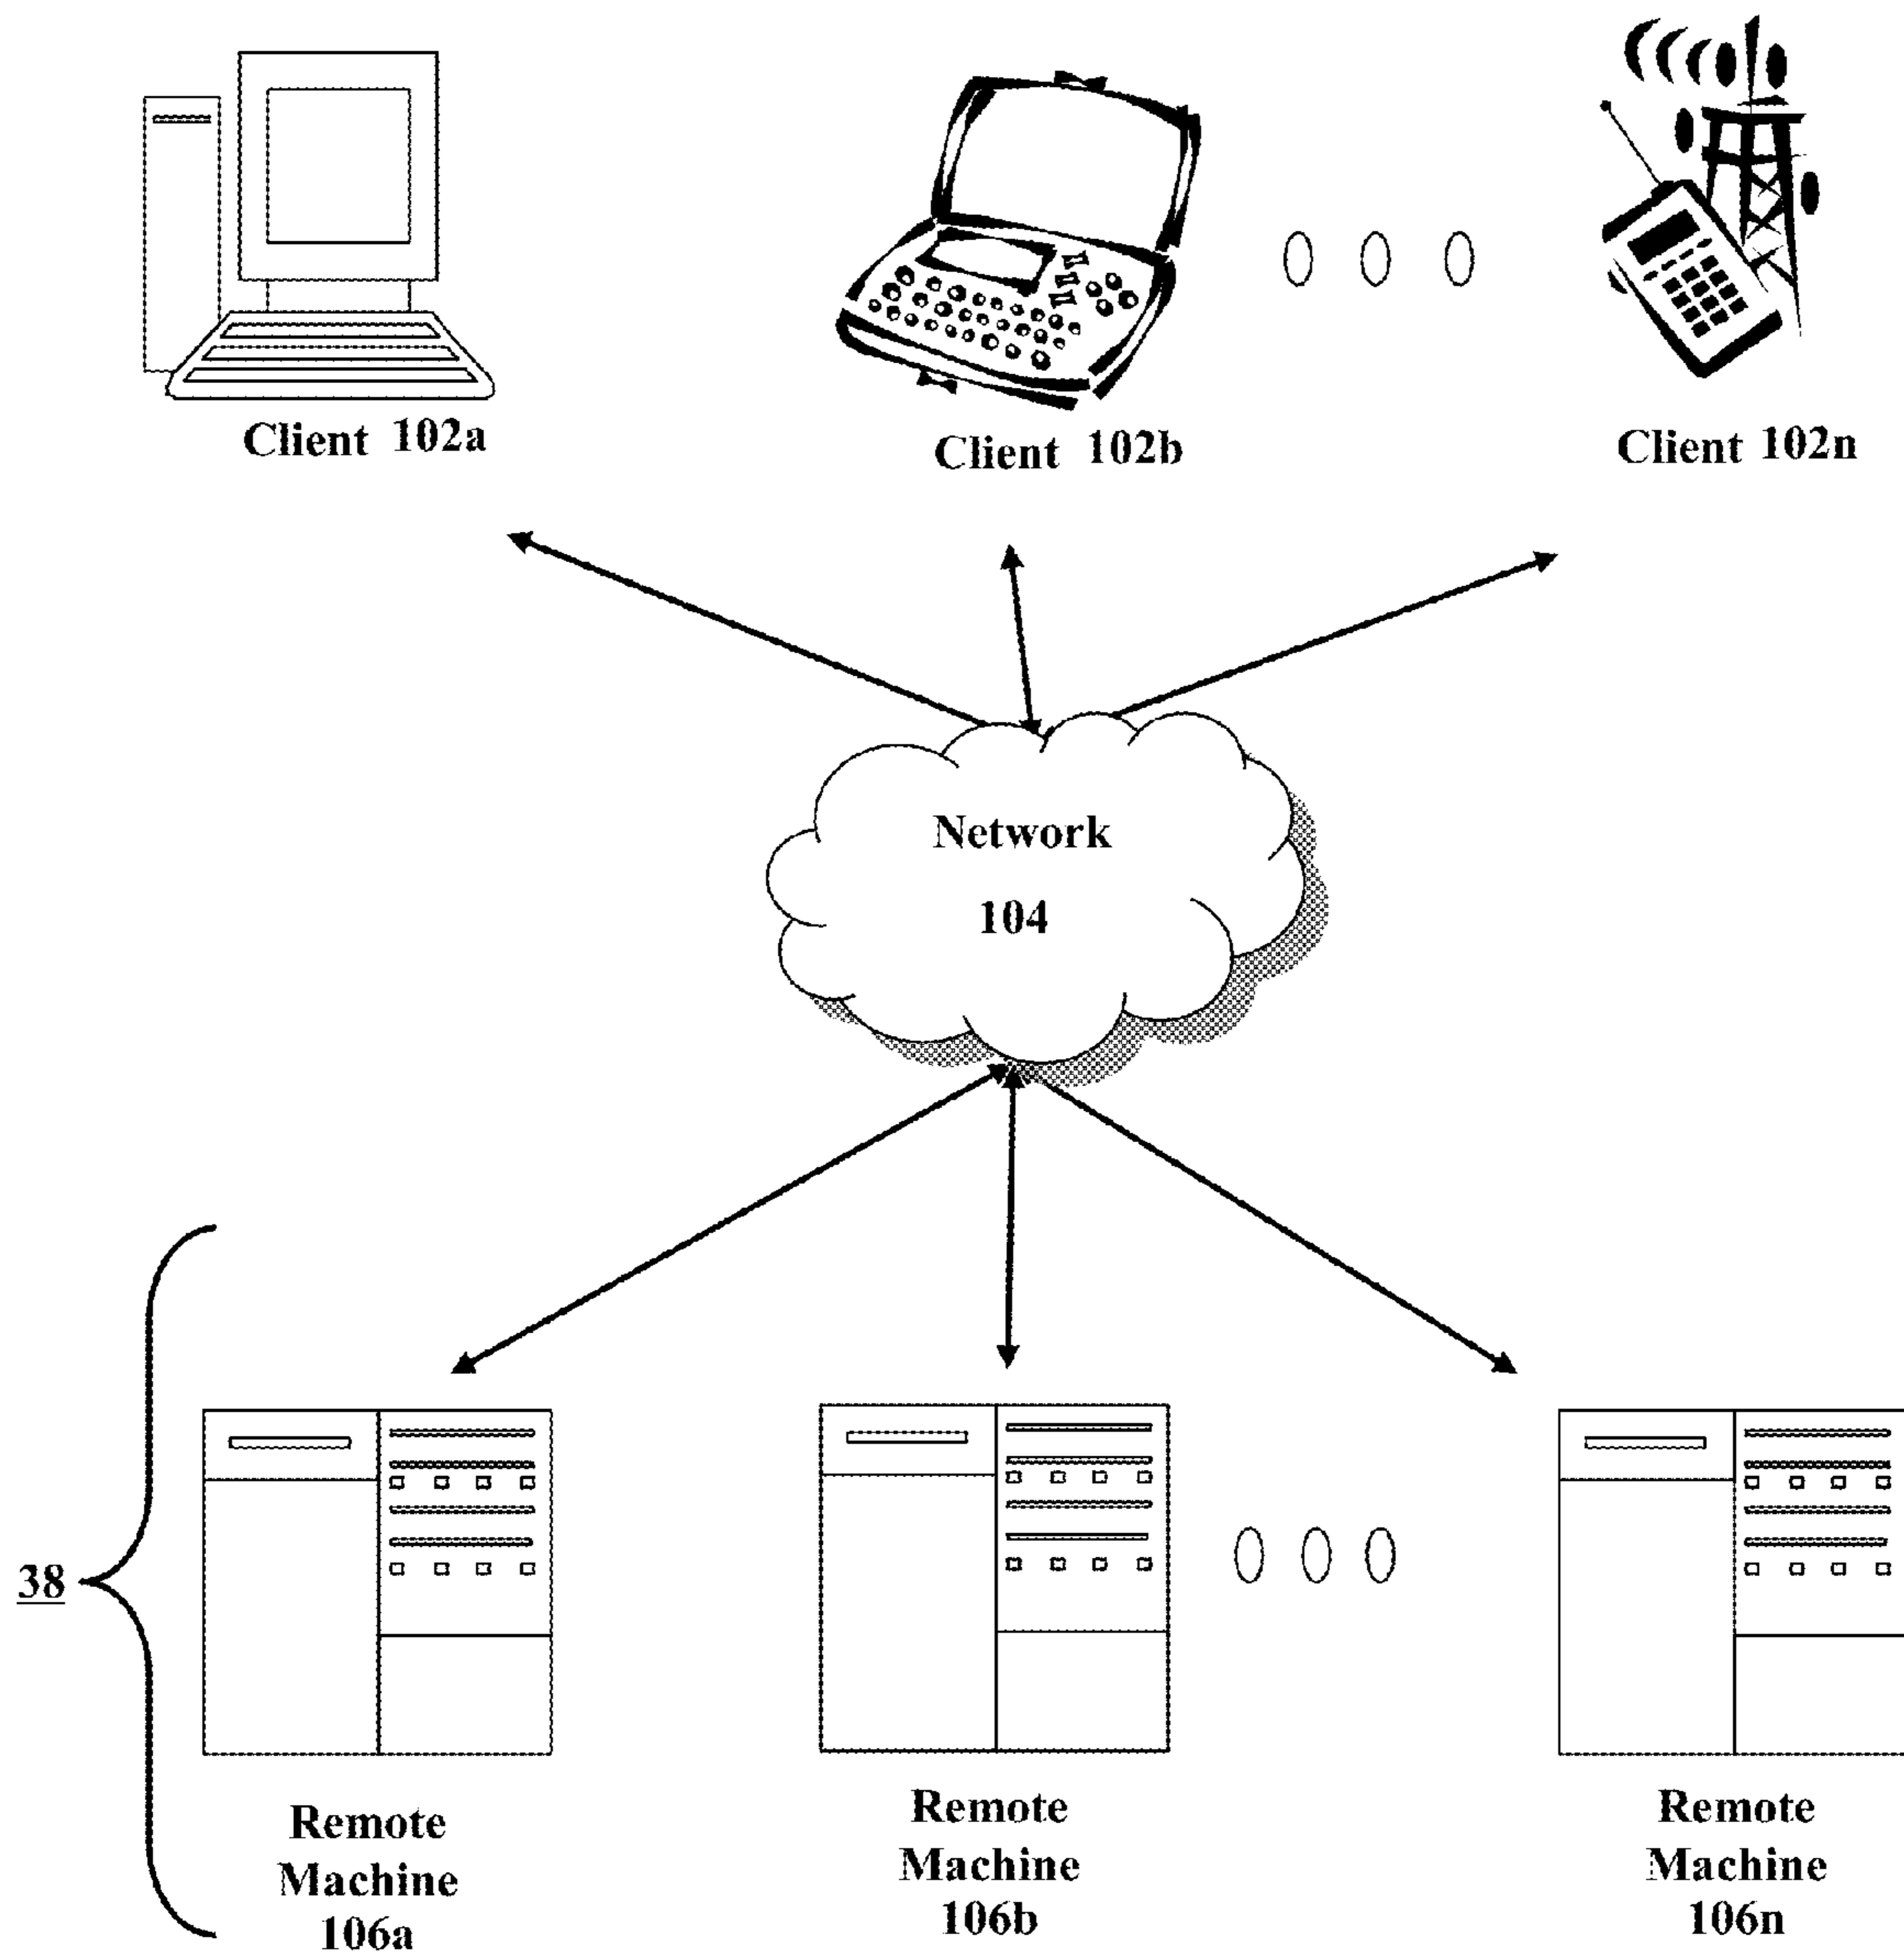 Client 102a
Client 102b
Client 102n
Network
104
38
Remote
Machine
106a
Remote
Machine
106b
Remote
Machine
106n